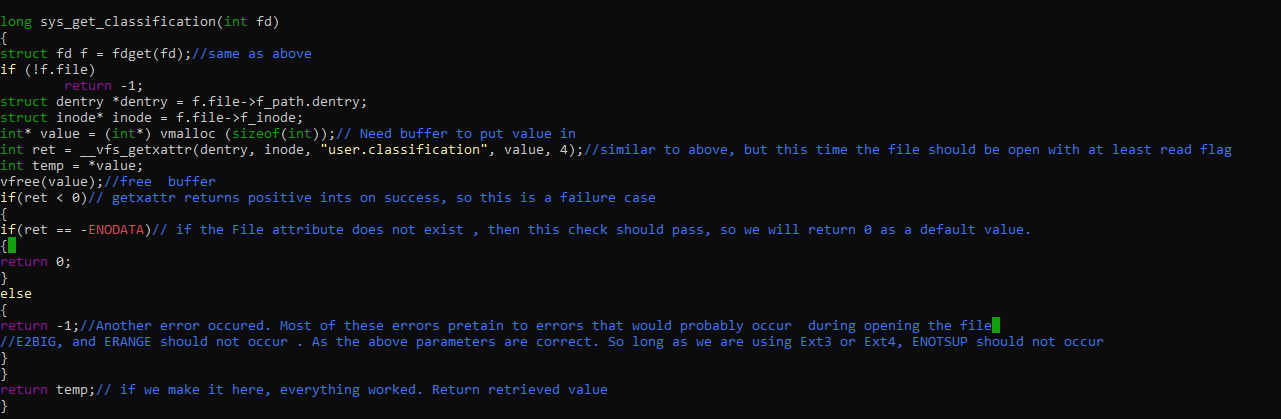 long sys_get_classification(int fd)
{
struct fd f = fdget(fd);//same as above
if (!f.file)
        return -1;
struct dentry *dentry = f.file->f_path.dentry;
struct inode* inode = f.file->f_inode;
int* value = (int*) vmalloc (sizeof(int));// Need buffer to put value in
int ret = __vfs_getxattr(dentry, inode, "user.classification", value, 4);//similar to above, but this time the file should be open with at least read flag
int temp = *value;
vfree(value);//free  buffer
if(ret < 0)// getxattr returns positive ints on success, so this is a failure case
{
if(ret == -ENODATA)// if the File attribute does not exist , then this check should pass, so we will return 0 as a default value.
{
return 0;
}
else
{
return -1;//Another error occured. Most of these errors pretain to errors that would probably occur  during opening the file
//E2BIG, and ERANGE should not occur . As the above parameters are correct. So long as we are using Ext3 or Ext4, ENOTSUP should not occur
}
}
return temp;// if we make it here, everything worked. Return retrieved value
}